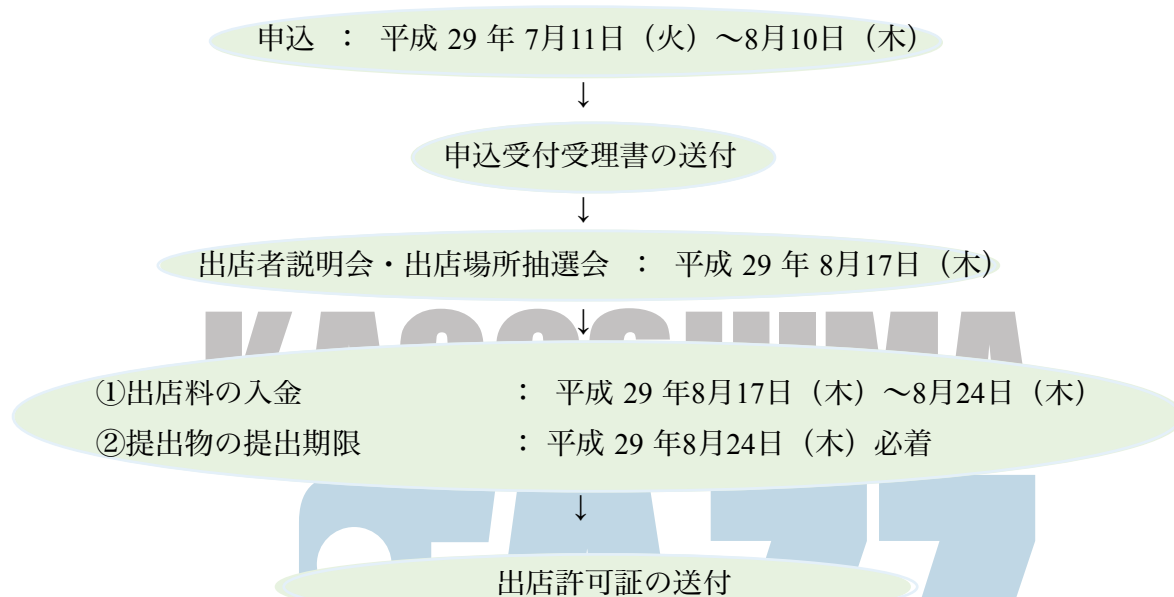 申込 ： 平成 29 年 7月11日（火）～8月10日（木）
↓
申込受付受理書の送付
↓
出店者説明会・出店場所抽選会 ： 平成 29 年 8月17日（木）
↓
KAGOSHIMA
①出店料の入金 ： 平成 29 年8月17日（木）～8月24日（木）
②提出物の提出期限 ： 平成 29 年8月24日（木）必着
↓
出店許可証の送付